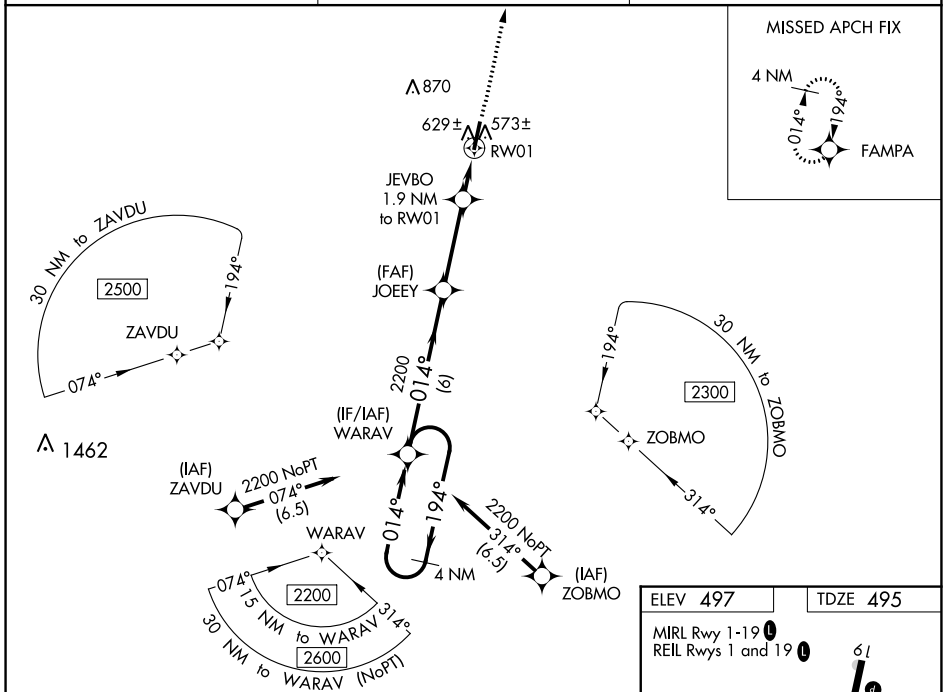 MISSED APCH FIX
4 NM
014°
194°
FAMPA
870
629±
573±
RW01
JEVBO
1.9 NM
to RW01
30 NM to ZAVDU
2500
194°
ZAVDU
074°
(FAF)
JOEEY
2200
014°
(6)
30 NM to ZOBMO
194°
2300
ZOBMO
314°
1462
(IF/IAF)
WARAV
(IAF)
ZAVDU
2200 NoPT
074°
(6.5)
014°
194°
4 NM
2200 NoPT
314°
(6.5)
(IAF)
ZOBMO
WARAV
074°
314°
2200
15 NM to WARAV
2600
30 NM to WARAV (NoPT)
ELEV 497
TDZE 495
MIRL Rwy 1-19 L
REIL Rwys 1 and 19 L
19